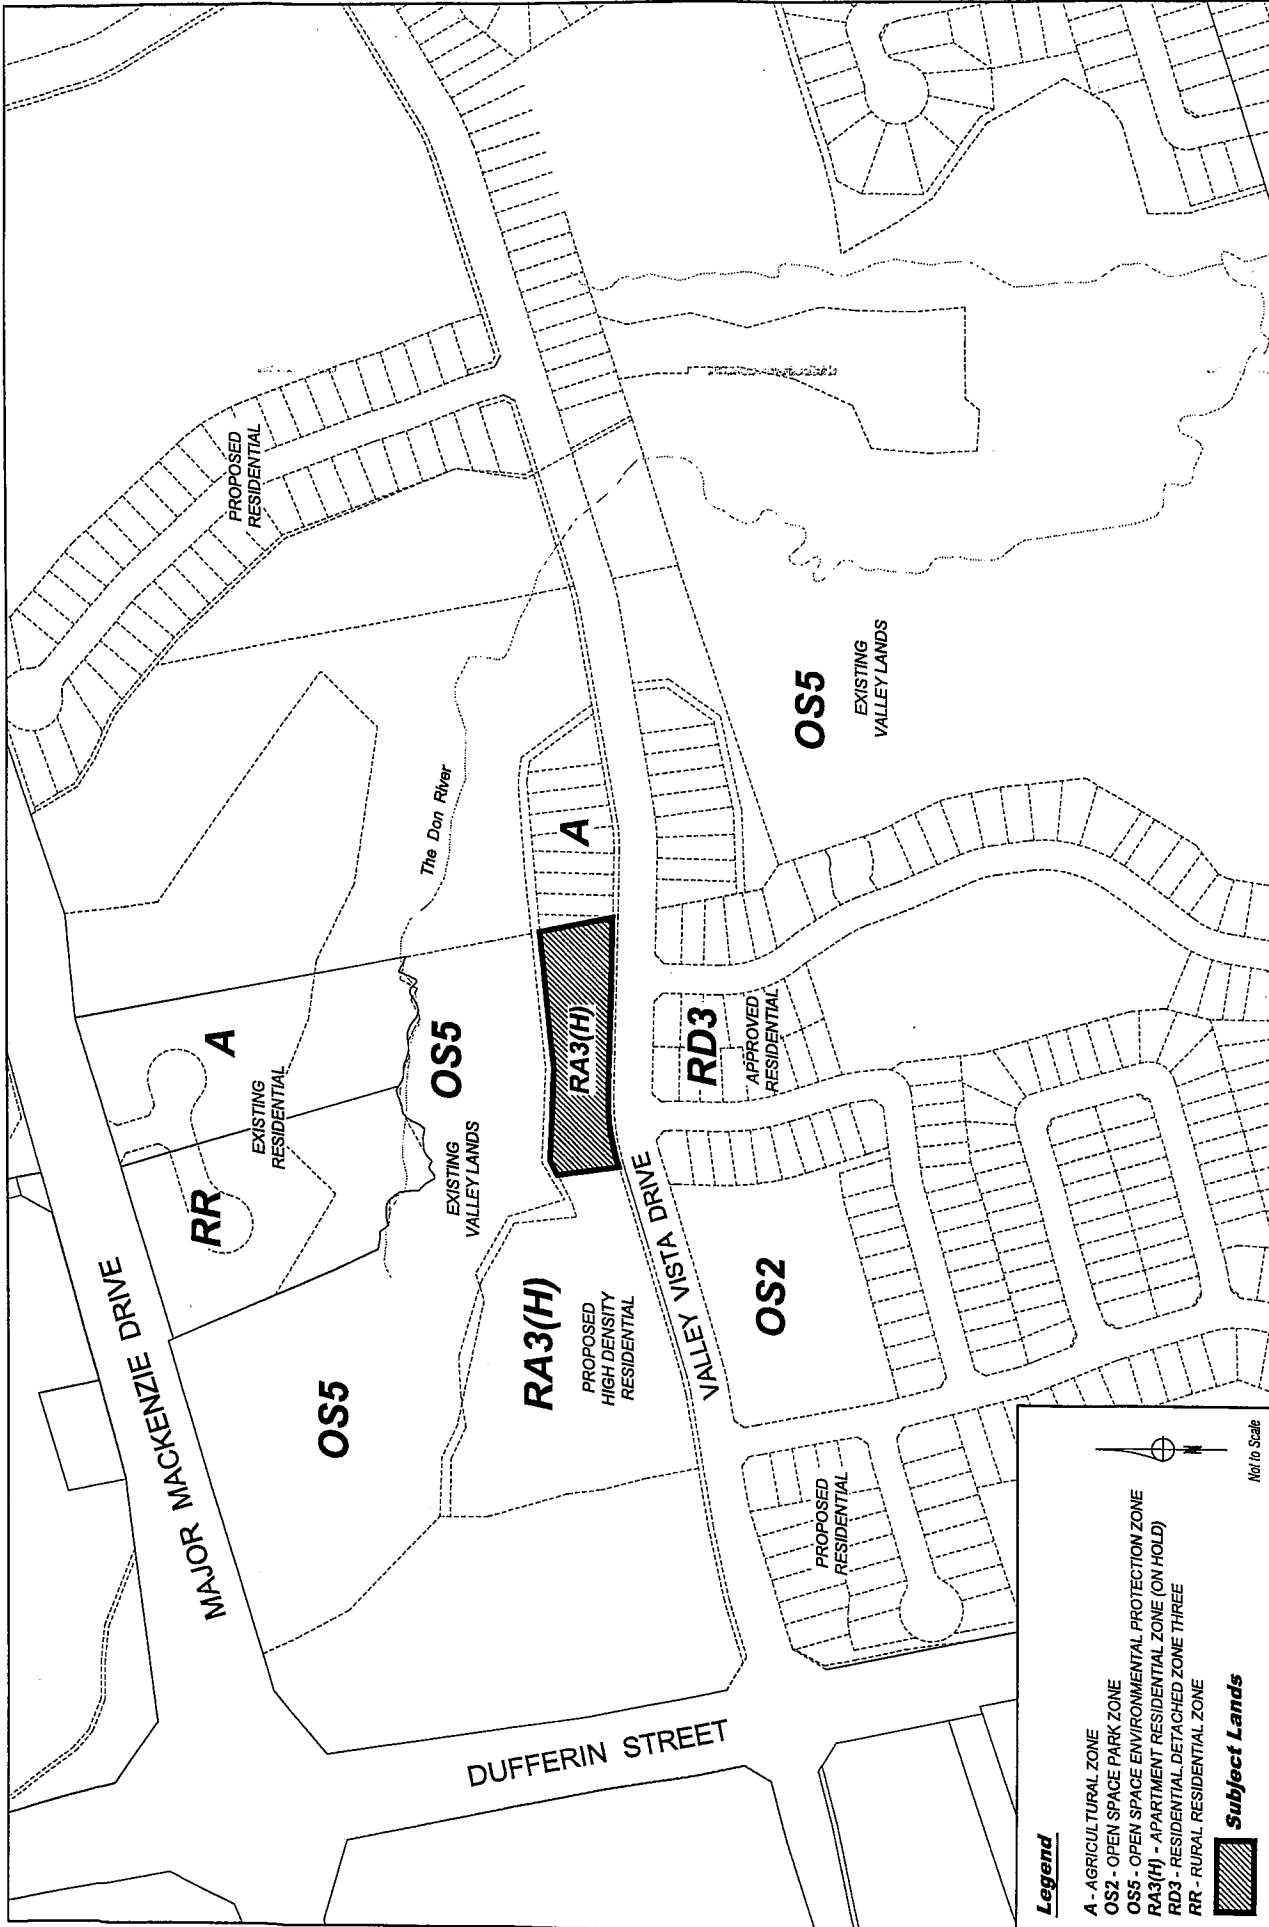 MAJOR MACKENZIE DRIVE
DUFFERIN STREET
VALLEY VISTA DRIVE
OS5
RR
A
EXISTING
RESIDENTIAL
The Don River
PROPOSED
RESIDENTIAL
EXISTING
VALLEY LANDS
OS5
RA3(H)
PROPOSED
HIGH DENSITY
RESIDENTIAL
RA3(H)
A
PROPOSED
RESIDENTIAL
OS2
RD3
APPROVED
RESIDENTIAL
OS5
EXISTING
VALLEY LANDS
Legend
A - AGRICULTURAL ZONE
OS2 - OPEN SPACE PARK ZONE
OS5 - OPEN SPACE ENVIRONMENTAL PROTECTION ZONE
RA3(H) - APARTMENT RESIDENTIAL ZONE (ON HOLD)
RD3 - RESIDENTIAL DETACHED ZONE THREE
RR - RURAL RESIDENTIAL ZONE
Subject Lands
Not to Scale